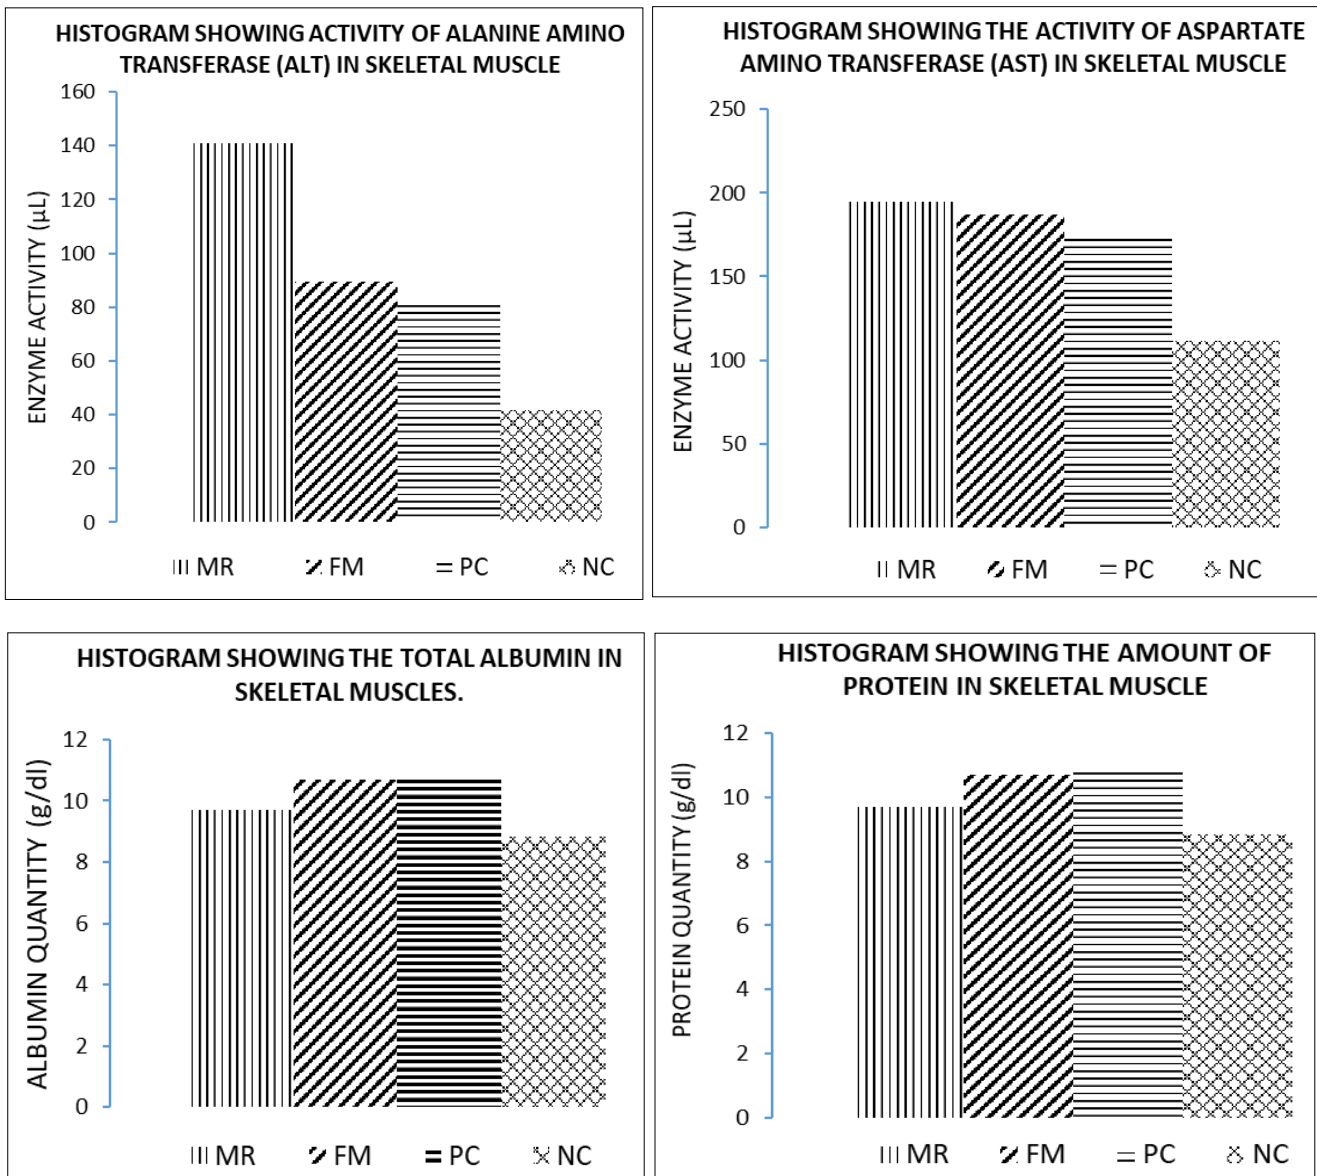 HISTOGRAM SHOWING ACTIVITY OF ALANINE AMINO
TRANSFERASE (ALT) IN SKELETAL MUSCLE
ENZYME ACTIVITY (µL)
160
140
120
100
80
60
40
20
0
MR FM PC NC
HISTOGRAM SHOWING THE ACTIVITY OF ASPARTATE
AMINO TRANSFERASE (AST) IN SKELETAL MUSCLE
ENZYME ACTIVITY (µL)
250
200
150
100
50
0
MR FM PC NC
HISTOGRAM SHOWING THE TOTAL ALBUMIN IN
SKELETAL MUSCLES.
ALBUMIN QUANTITY (g/dl)
12
10
8
6
4
2
0
MR FM PC NC
HISTOGRAM SHOWING THE AMOUNT OF
PROTEIN IN SKELETAL MUSCLE
PROTEIN QUANTITY (g/dl)
12
10
8
6
4
2
0
MR FM PC NC